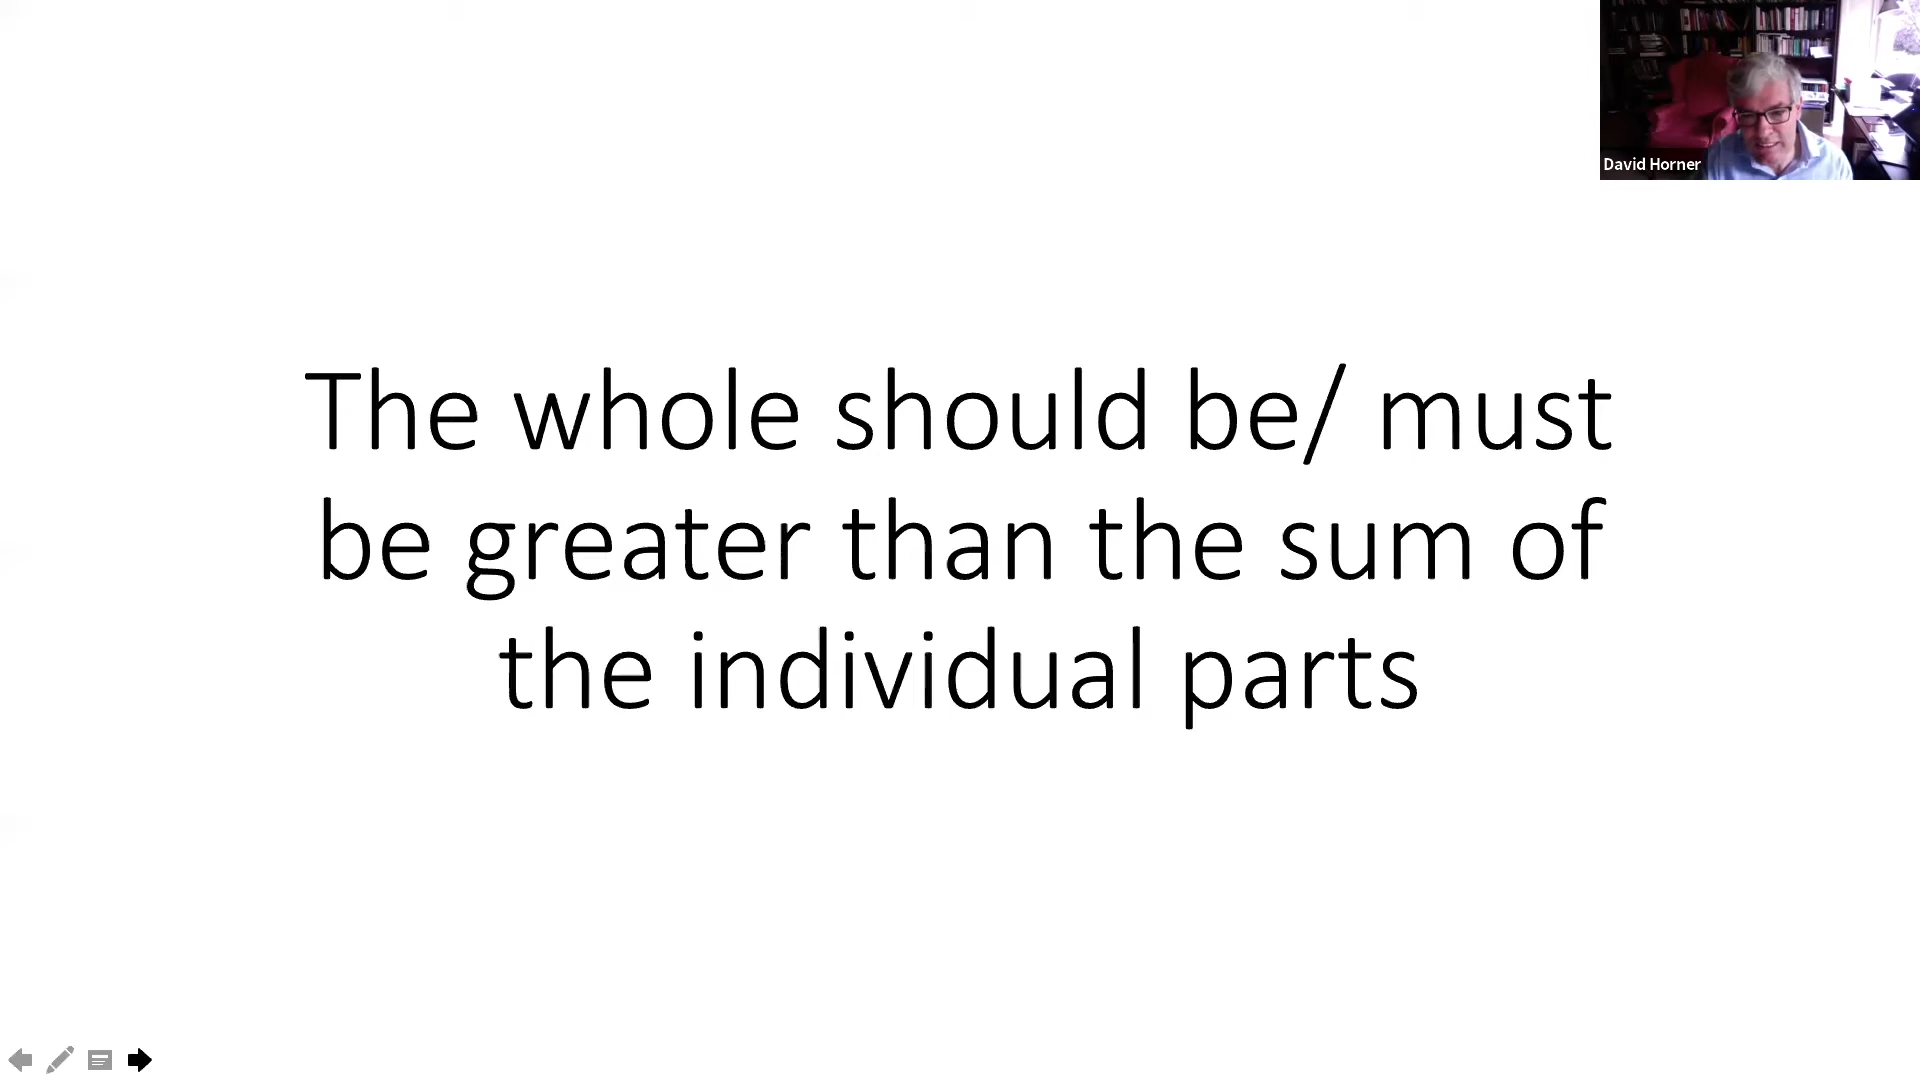 David Horner
The whole should be/ must
be greater than the sum of
the individual parts